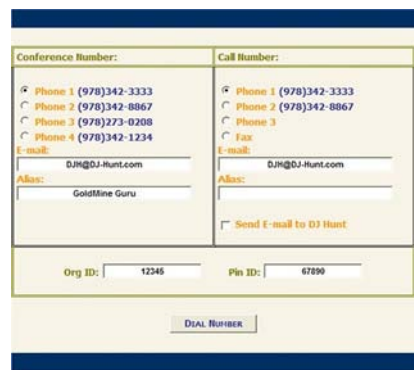 Conference Number:
Call Number:
Phone 1 (978)342-3333
Phone 2 (978)342-8867
Phone 3 (978)273-0208
Phone 4 (978)342-1234
E-mail:
DJH@DJ-Hunt.com
Alias:
GoldMine Guru
Phone 1 (978)342-3333
Phone 2 (978)342-8867
Phone 3
Fax
E-mail:
DJH@DJ-Hunt.com
Alias:
Send E-mail to DJ Hunt
Org ID: 12345
Pin ID: 67890
DIAL NUMBER